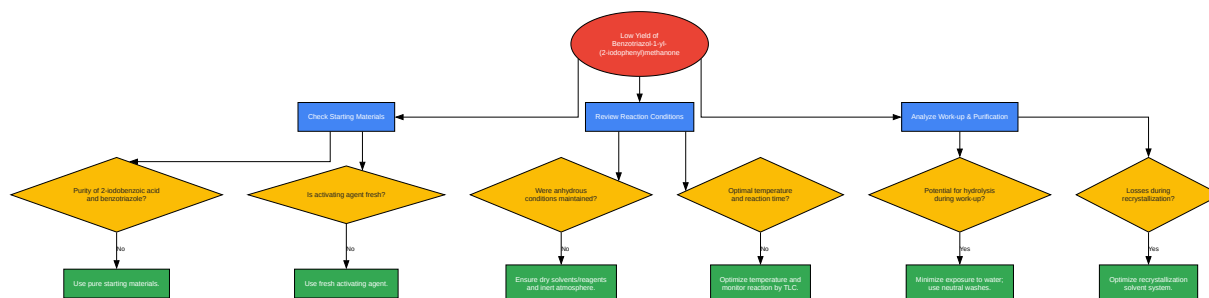 Low Yield of
Benzotriazol-1-yl-
(2-iodophenyl)methanone
Check Starting Materials
Review Reaction Conditions
Analyze Work-up & Purification
Purity of 2-iodobenzoic acid
and benzotriazole?
Is activating agent fresh?
Were anhydrous
conditions maintained?
Optimal temperature
and reaction time?
Potential for hydrolysis
during work-up?
Losses during
recrystallization?
No
No
No
No
Yes
Yes
Use pure starting materials.
Use fresh activating agent.
Ensure dry solvents/reagents
and inert atmosphere.
Optimize temperature and
monitor reaction by TLC.
Minimize exposure to water;
use neutral washes.
Optimize recrystallization
solvent system.